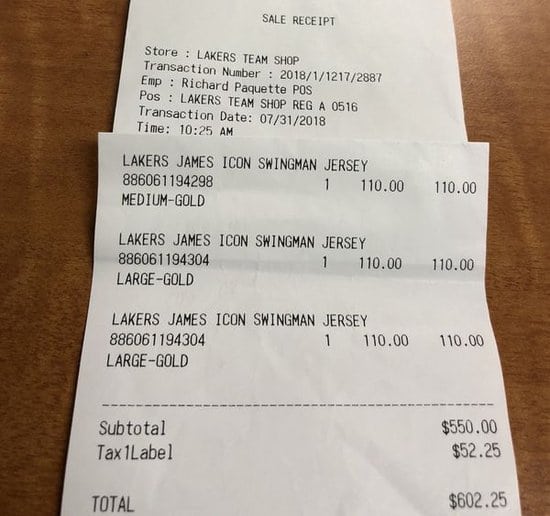 SALE RECEIPT
Store : LAKERS TEAM SHOP
Transaction Number : 2018/1/1217/2887
Emp : Richard Paquette POS
Pos : LAKERS TEAM SHOP REG A 0516
Transaction Date: 07/31/2018
Time: 10:25 AM
LAKERS JAMES ICON SWINGMAN JERSEY
886061194298 1 110.00 110.00
MEDIUM-GOLD
LAKERS JAMES ICON SWINGMAN JERSEY
886061194304 1 110.00 110.00
LARGE-GOLD
LAKERS JAMES ICON SWINGMAN JERSEY
886061194304 1 110.00 110.00
LARGE-GOLD
Subtotal $550.00
Tax1Label $52.25
TOTAL $602.25